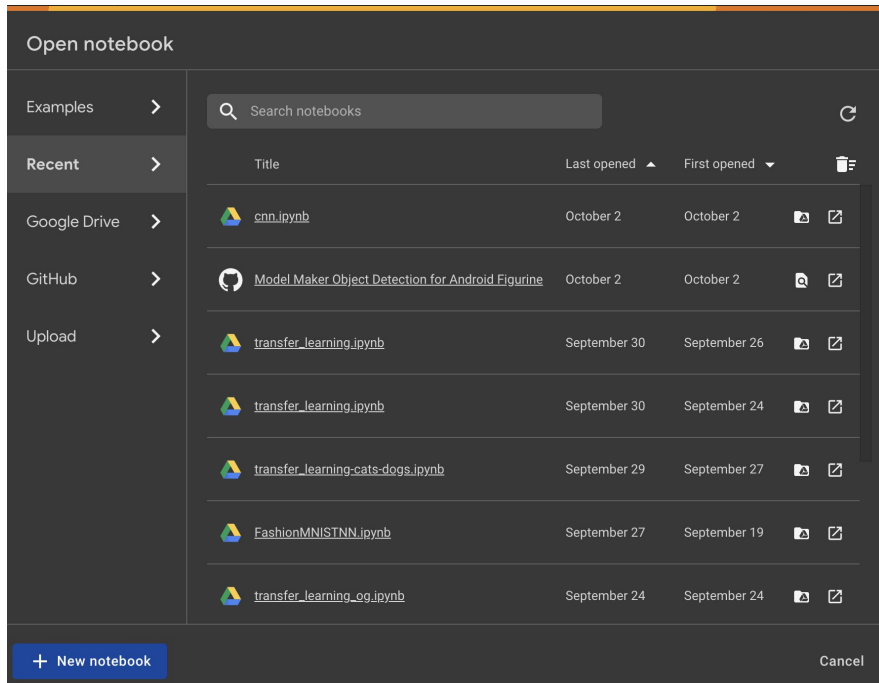 Open notebook
Examples
Recent
Google Drive
GitHub
Upload
Search notebooks
Title Last opened First opened
cnn.ipynb October 2 October 2
Model Maker Object Detection for Android Figurine October 2 October 2
transfer_learning.ipynb September 30 September 26
transfer_learning.ipynb September 30 September 24
transfer_learning-cats-dogs.ipynb September 29 September 27
FashionMNISTNN.ipynb September 27 September 19
transfer_learning_og.ipynb September 24 September 24
+ New notebook
Cancel